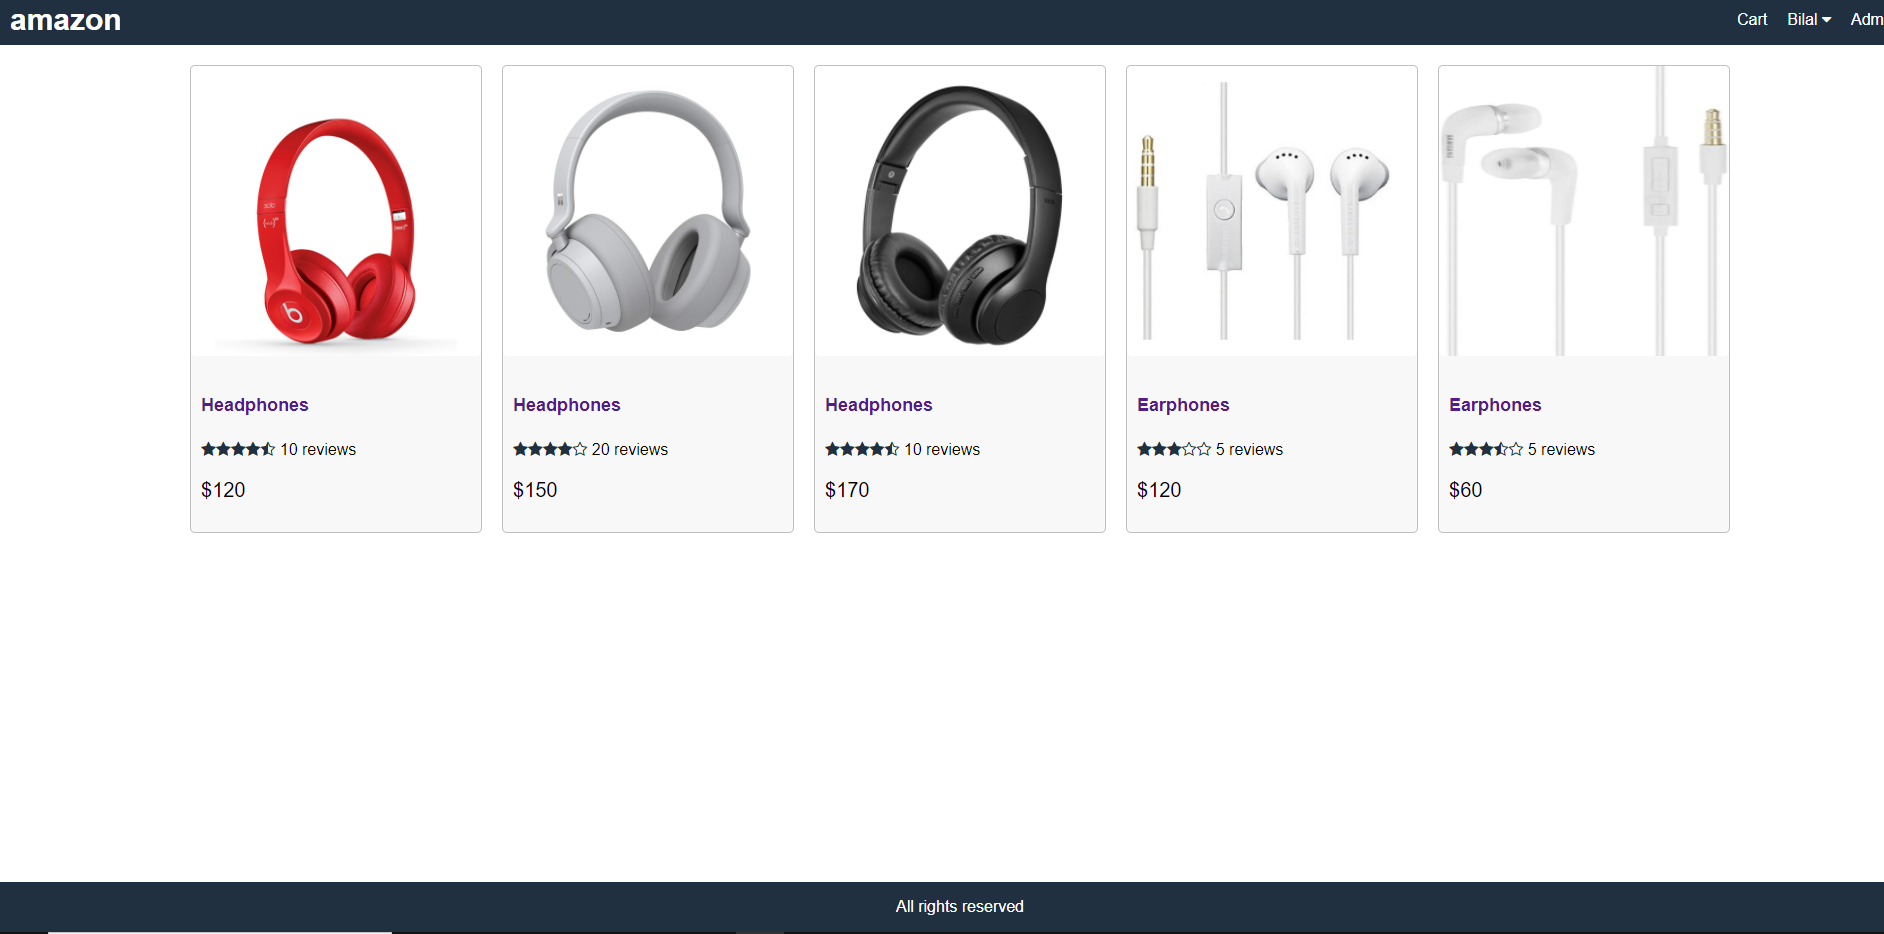 amazon
Cart Bilal Adm
Headphones
10 reviews
$120
Headphones
20 reviews
$150
Headphones
10 reviews
$170
Earphones
5 reviews
$120
Earphones
5 reviews
$60
All rights reserved